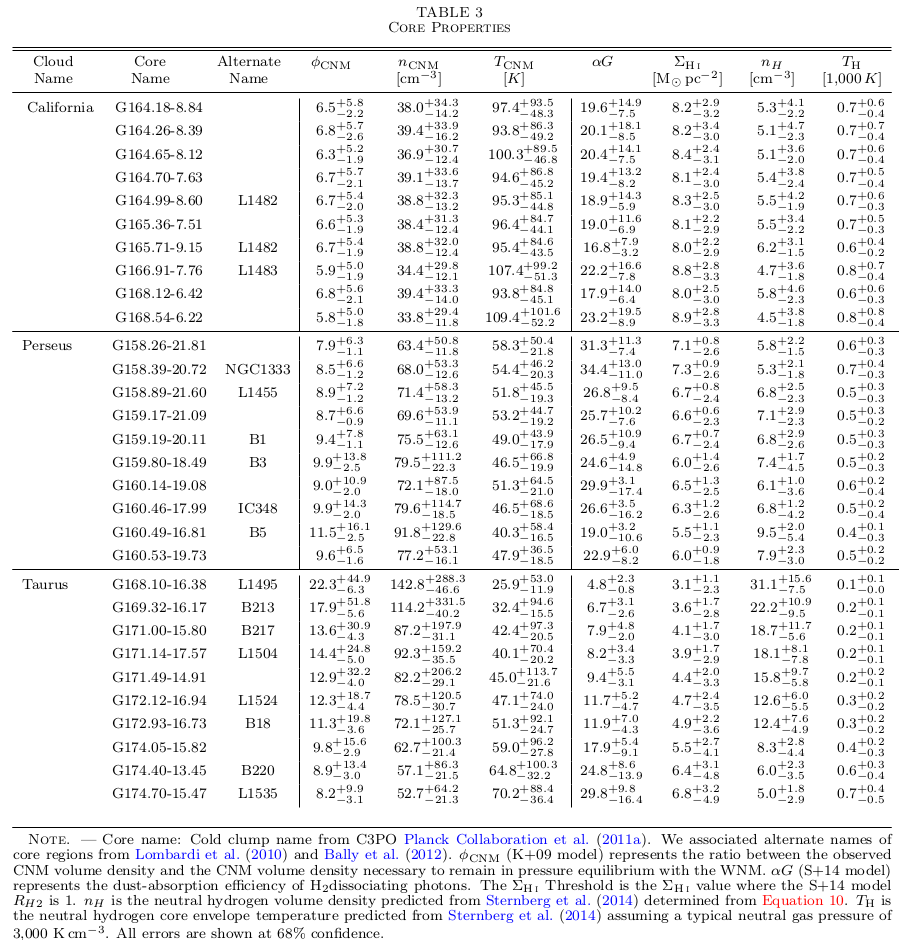 TABLE 3
Core Properties
Cloud Name Core Name Alternate Name ϕCNM nCNM [cm−3] TCNM [K] αG ΣH I [M⊙ pc−2] nH [cm−3] TH [1,000 K]
California G164.18-8.84 6.5+5.8−2.2 38.0+34.3−14.2 97.4+93.5−48.3 19.6+14.9−7.5 8.2+2.9−3.2 5.3+4.1−2.2 0.7+0.6−0.4
G164.26-8.39 6.8+5.7−2.6 39.4+33.9−16.2 93.8+86.3−49.2 20.1+18.1−8.5 8.2+3.4−3.0 5.1+4.7−2.3 0.7+0.7−0.4
G164.65-8.12 6.3+5.2−1.9 36.9+30.7−12.4 100.3+89.5−46.8 20.4+14.1−7.5 8.4+2.4−3.1 5.1+3.6−2.0 0.7+0.6−0.4
G164.70-7.63 6.7+5.7−2.1 39.1+33.6−13.7 94.6+86.8−45.2 19.4+13.2−8.2 8.1+2.4−3.0 5.4+3.8−2.4 0.7+0.5−0.4
G164.99-8.60 L1482 6.7+5.4−2.0 38.8+32.3−13.2 95.3+85.1−44.8 18.9+14.3−5.9 8.3+2.5−3.0 5.5+4.2−1.9 0.7+0.6−0.3
G165.36-7.51 6.6+5.3−1.9 38.4+31.3−12.4 96.4+84.7−44.1 19.0+11.6−6.9 8.1+2.2−2.9 5.5+3.4−2.2 0.7+0.5−0.3
G165.71-9.15 L1482 6.7+5.4−1.9 38.8+32.0−12.4 95.4+84.6−43.5 16.8+7.9−3.2 8.0+2.2−2.9 6.2+3.1−1.5 0.6+0.4−0.2
G166.91-7.76 L1483 5.9+5.0−1.9 34.4+29.8−12.1 107.4+99.2−51.3 22.2+16.6−7.8 8.8+2.8−3.3 4.7+3.6−1.8 0.8+0.7−0.4
G168.12-6.42 6.8+5.6−2.1 39.4+33.3−14.0 93.8+84.8−45.1 17.9+14.0−6.4 8.0+2.5−3.0 5.8+4.6−2.3 0.6+0.6−0.3
G168.54-6.22 5.8+5.0−1.8 33.8+29.4−11.8 109.4+101.6−52.2 23.2+19.5−8.9 8.9+2.8−3.3 4.5+3.8−1.8 0.8+0.8−0.4
Perseus G158.26-21.81 7.9+6.3−1.1 63.4+50.8−11.8 58.3+50.4−21.8 31.3+11.3−7.4 7.1+0.8−2.6 5.8+2.2−1.5 0.6+0.3−0.3
G158.39-20.72 NGC1333 8.5+6.6−1.2 68.0+53.3−12.6 54.4+46.2−20.3 34.4+13.0−11.0 7.3+0.9−2.6 5.3+2.1−1.8 0.7+0.4−0.3
G158.89-21.60 L1455 8.9+7.2−1.2 71.4+58.3−13.2 51.8+45.5−19.3 26.8+9.5−8.4 6.7+0.8−2.4 6.8+2.5−2.3 0.5+0.3−0.3
G159.17-21.09 8.7+6.6−0.9 69.6+53.9−11.1 53.2+44.7−19.2 25.7+10.2−7.6 6.6+0.6−2.3 7.1+2.9−2.3 0.5+0.3−0.3
G159.19-20.11 B1 9.4+7.8−1.1 75.5+63.1−12.6 49.0+43.9−17.9 26.5+10.9−9.4 6.7+0.7−2.4 6.8+2.9−2.6 0.5+0.3−0.3
G159.80-18.49 B3 9.9+13.8−2.5 79.5+111.2−22.3 46.5+66.8−19.9 24.6+4.9−14.8 6.0+1.4−2.6 7.4+1.7−4.5 0.5+0.2−0.3
G160.14-19.08 9.0+10.9−2.0 72.1+87.5−18.0 51.3+64.5−21.0 29.9+3.1−17.4 6.5+1.3−2.5 6.1+1.0−3.6 0.6+0.2−0.4
G160.46-17.99 IC348 9.9+14.3−2.0 79.6+114.7−18.5 46.5+68.6−18.5 26.6+3.5−16.2 6.3+1.2−2.6 6.8+1.2−4.2 0.5+0.2−0.4
G160.49-16.81 B5 11.5+16.1−2.5 91.8+129.6−22.8 40.3+58.4−16.5 19.0+3.2−10.6 5.5+1.1−2.3 9.5+2.0−5.4 0.4+0.1−0.3
G160.53-19.73 9.6+6.5−1.6 77.2+53.1−16.1 47.9+36.5−18.5 22.9+6.0−8.2 6.0+0.9−1.8 7.9+2.3−3.0 0.5+0.2−0.2
Taurus G168.10-16.38 L1495 22.3+44.9−6.3 142.8+288.3−46.6 25.9+53.0−11.9 4.8+2.3−0.8 3.1+1.1−2.3 31.1+15.6−7.5 0.1+0.1−0.0
G169.32-16.17 B213 17.9+51.8−5.6 114.2+331.5−40.2 32.4+94.6−15.5 6.7+3.1−2.6 3.6+1.7−2.8 22.2+10.9−9.5 0.2+0.1−0.1
G171.00-15.80 B217 13.6+30.9−4.3 87.2+197.9−31.1 42.4+97.3−20.5 7.9+4.8−2.0 4.1+1.7−3.0 18.7+11.7−5.6 0.2+0.1−0.1
G171.14-17.57 L1504 14.4+24.8−5.0 92.3+159.2−35.5 40.1+70.4−20.2 8.2+3.4−3.3 3.9+1.7−2.9 18.1+8.1−7.8 0.2+0.1−0.1
G171.49-14.91 12.9+32.2−4.0 82.2+206.2−29.1 45.0+113.7−21.6 9.4+5.5−3.1 4.4+2.0−3.3 15.8+9.7−5.8 0.2+0.2−0.1
G172.12-16.94 L1524 12.3+18.7−4.4 78.5+120.5−30.7 47.1+74.0−24.0 11.7+5.2−4.7 4.7+2.4−3.5 12.6+6.0−5.5 0.3+0.2−0.2
G172.93-16.73 B18 11.3+19.8−3.6 72.1+127.1−25.7 51.3+92.1−24.7 11.9+7.0−4.3 4.9+2.2−3.6 12.4+7.6−4.9 0.3+0.2−0.2
G174.05-15.82 9.8+15.6−2.9 62.7+100.3−21.4 59.0+96.2−27.8 17.9+5.4−9.1 5.5+2.7−4.1 8.3+2.8−4.4 0.4+0.2−0.3
G174.40-13.45 B220 8.9+13.4−3.0 57.1+86.3−21.5 64.8+100.3−32.2 24.8+8.6−13.9 6.4+3.1−4.8 6.0+2.3−3.5 0.6+0.3−0.4
G174.70-15.47 L1535 8.2+9.9−3.1 52.7+64.2−21.3 70.2+88.4−36.4 29.8+9.8−16.4 6.8+3.2−4.9 5.0+1.8−2.9 0.7+0.4−0.5
Note. — Core name: Cold clump name from C3PO Planck Collaboration et al. (2011a). We associated alternate names of
core regions from Lombardi et al. (2010) and Bally et al. (2012). ϕCNM (K+09 model) represents the ratio between the observed
CNM volume density and the CNM volume density necessary to remain in pressure equilibrium with the WNM. αG (S+14 model)
represents the dust-absorption efficiency of H2dissociating photons. The ΣH I Threshold is the ΣH I value where the S+14 model
RH2 is 1. nH is the neutral hydrogen volume density predicted from Sternberg et al. (2014) determined from Equation 10. TH is
the neutral hydrogen core envelope temperature predicted from Sternberg et al. (2014) assuming a typical neutral gas pressure of
3,000 K cm−3. All errors are shown at 68% confidence.